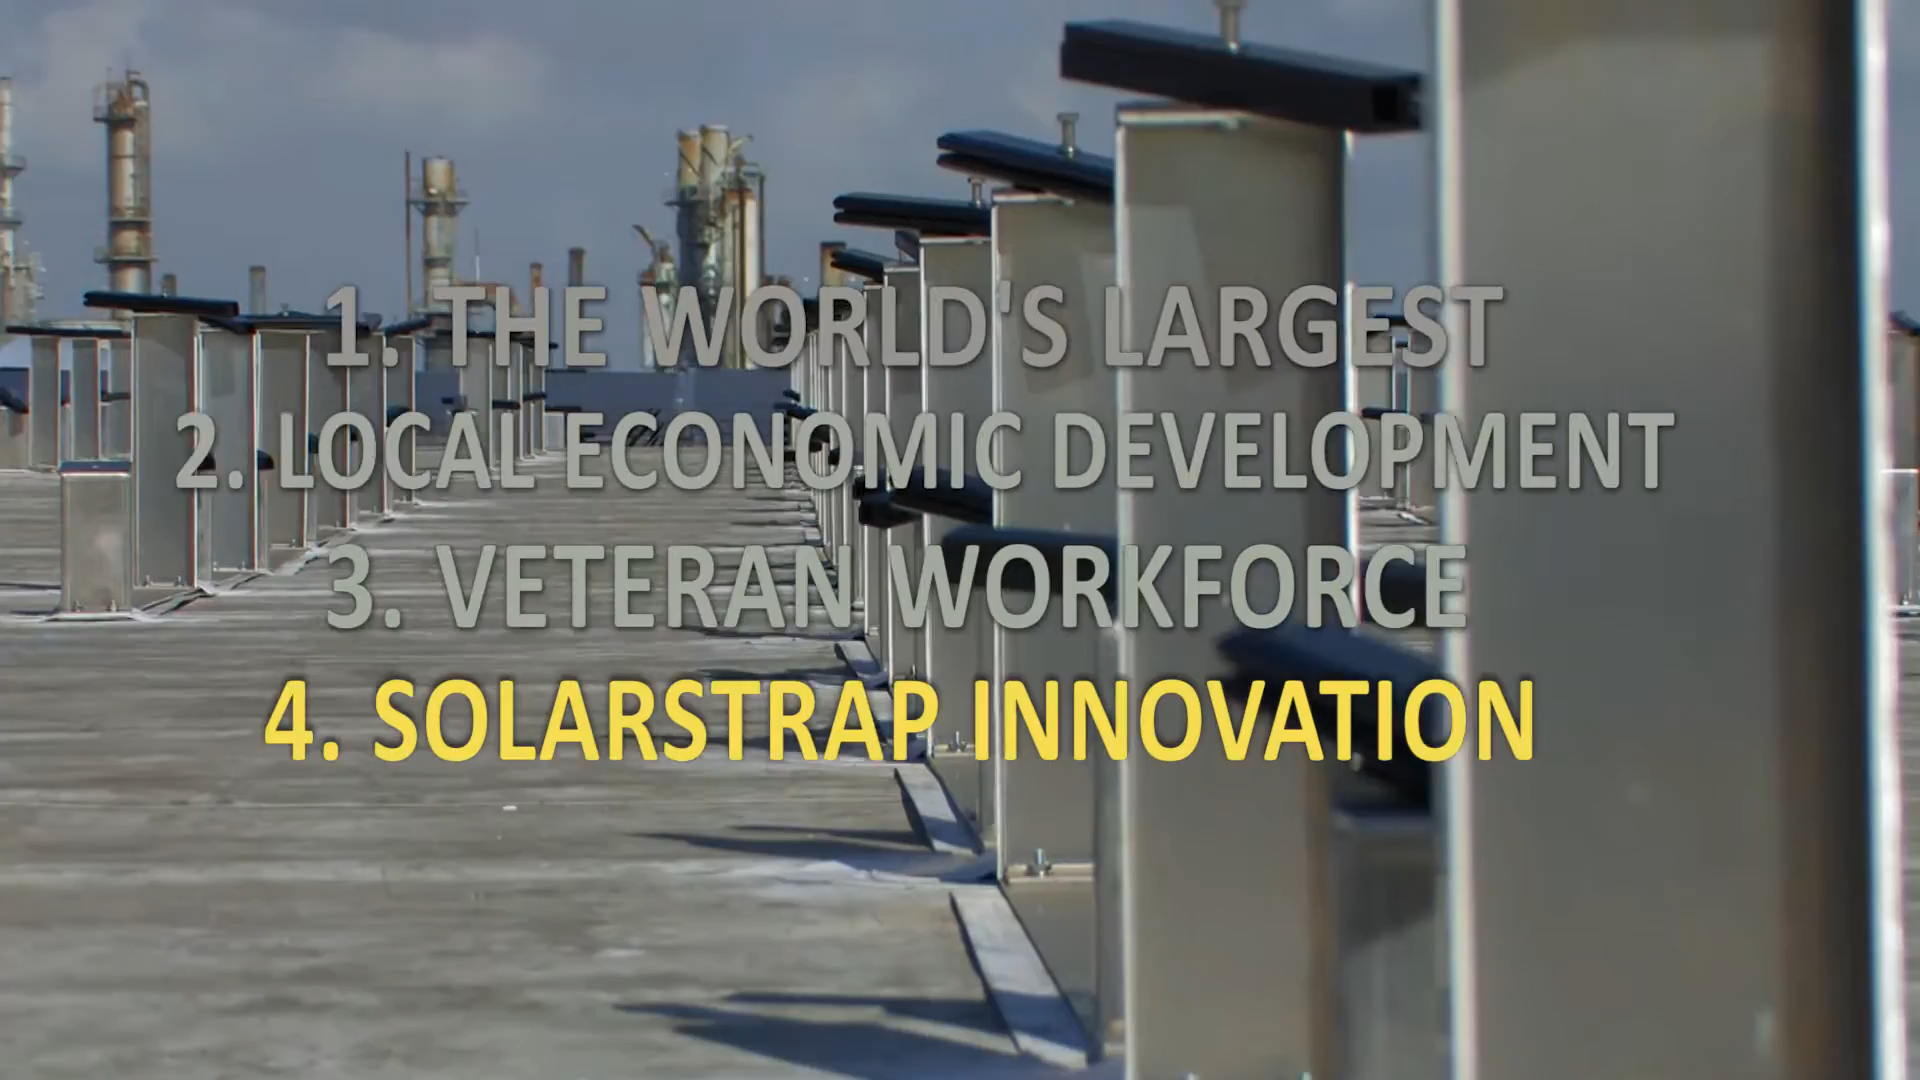 1. THE WORLD'S LARGEST
2. LOCAL ECONOMIC DEVELOPMENT
3. VETERAN WORKFORCE
4. SOLARSTRAP INNOVATION